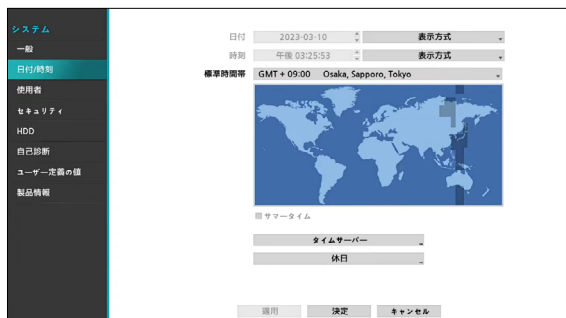 システム
一般
日付/時刻
使用者
セキュリティ
HDD
自己診断
ユーザー定義の値
製品情報
日付 2023-03-10 表示方式
時刻 午後 03:25:53 表示方式
標準時間帯 GMT + 09:00 Osaka, Sapporo, Tokyo
サマータイム
タイムサーバー
休日
適用 決定 キャンセル